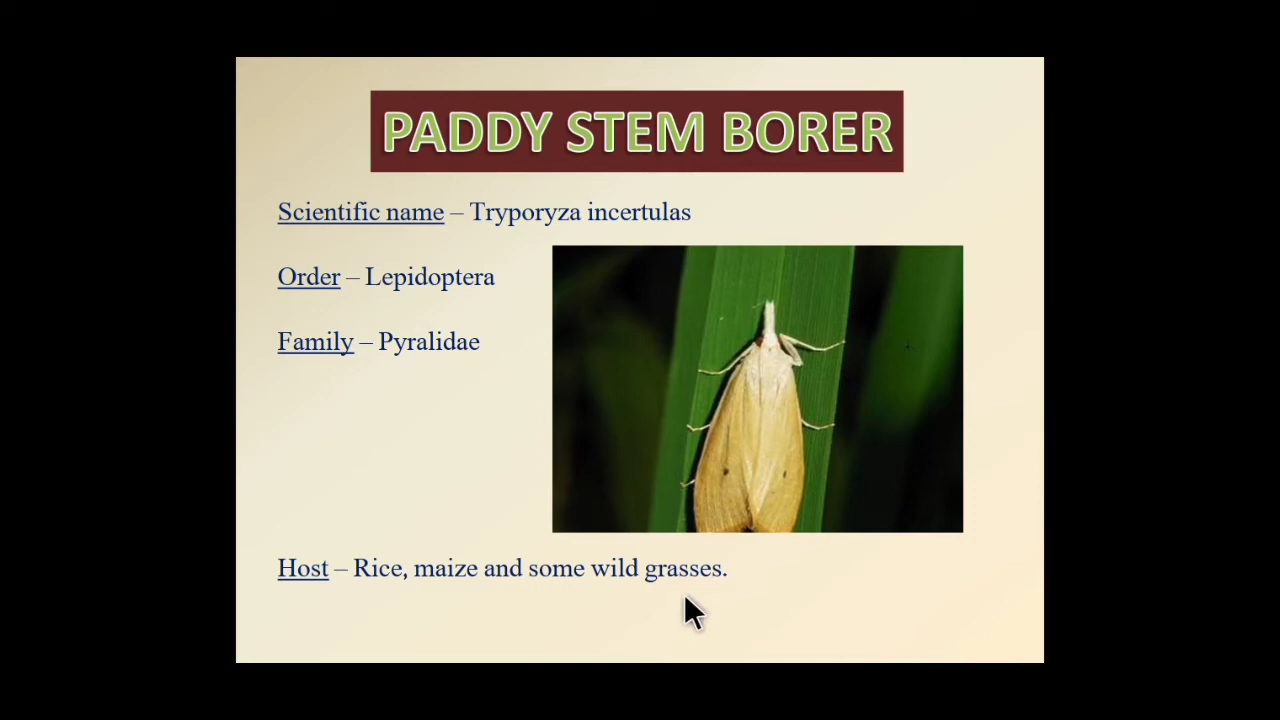 PADDY STEM BORER
Scientific name – Tryporyza incertulas
Order – Lepidoptera
Family – Pyralidae
Host – Rice, maize and some wild grasses.